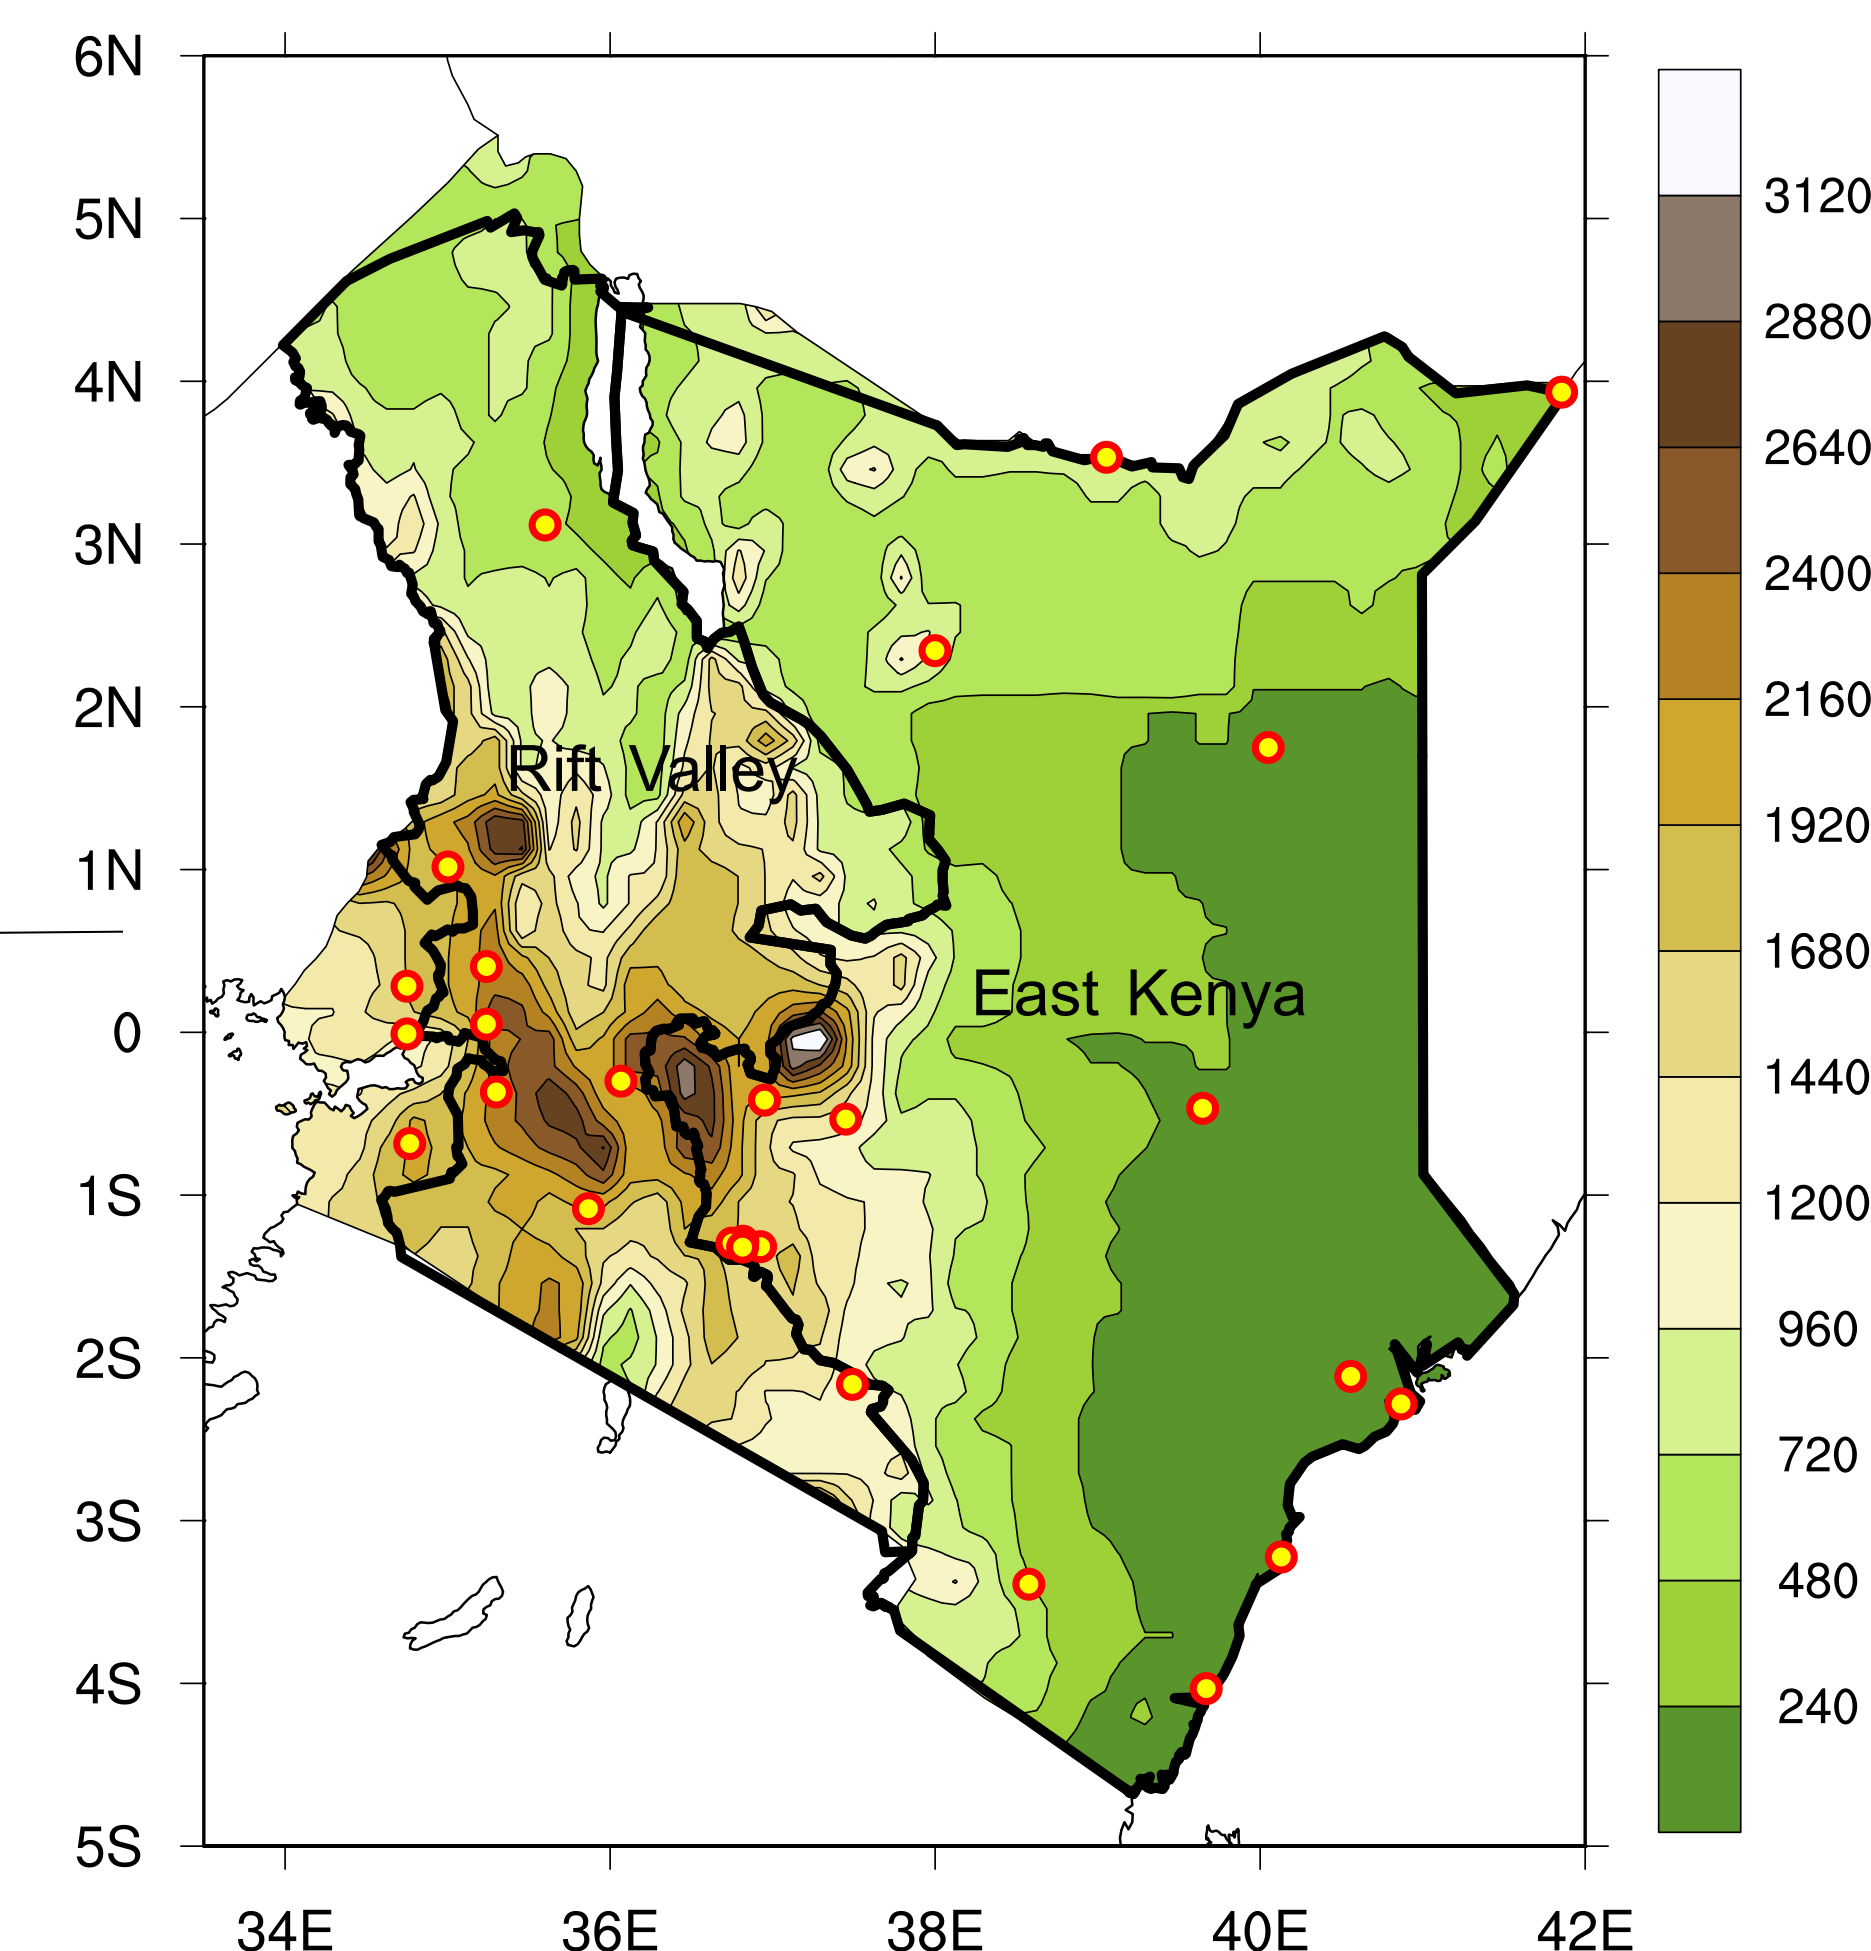 6N
5N
4N
3N
2N
1N
0
1S
2S
3S
4S
5S
34E
36E
38E
40E
42E
Rift Valley
East Kenya
3120
2880
2640
2400
2160
1920
1680
1440
1200
960
720
480
240